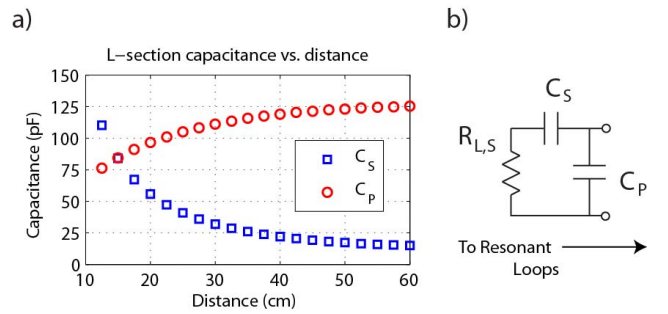 a)
L-section capacitance vs. distance
Capacitance (pF)
150
125
100
75
50
25
0
10
20
30
40
50
60
Distance (cm)
C_S
C_P
b)
C_S
R_L,S
C_P
To Resonant
Loops